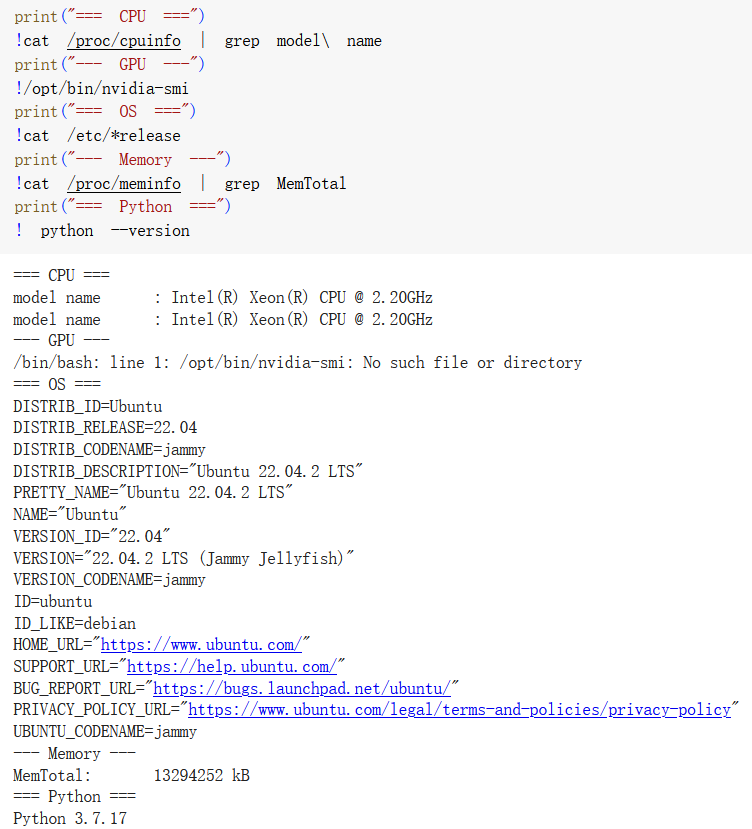 print("===  CPU  ===")
!cat  /proc/cpuinfo  |  grep  model\  name
print("---  GPU  ---")
!/opt/bin/nvidia-smi
print("===  OS  ===")
!cat  /etc/*release
print("---  Memory  ---")
!cat  /proc/meminfo  |  grep  MemTotal
print("===  Python  ===")
!  python  --version
=== CPU ===
model name      : Intel(R) Xeon(R) CPU @ 2.20GHz
model name      : Intel(R) Xeon(R) CPU @ 2.20GHz
--- GPU ---
/bin/bash: line 1: /opt/bin/nvidia-smi: No such file or directory
=== OS ===
DISTRIB_ID=Ubuntu
DISTRIB_RELEASE=22.04
DISTRIB_CODENAME=jammy
DISTRIB_DESCRIPTION="Ubuntu 22.04.2 LTS"
PRETTY_NAME="Ubuntu 22.04.2 LTS"
NAME="Ubuntu"
VERSION_ID="22.04"
VERSION="22.04.2 LTS (Jammy Jellyfish)"
VERSION_CODENAME=jammy
ID=ubuntu
ID_LIKE=debian
HOME_URL="https://www.ubuntu.com/"
SUPPORT_URL="https://help.ubuntu.com/"
BUG_REPORT_URL="https://bugs.launchpad.net/ubuntu/"
PRIVACY_POLICY_URL="https://www.ubuntu.com/legal/terms-and-policies/privacy-policy"
UBUNTU_CODENAME=jammy
--- Memory ---
MemTotal:       13294252 kB
=== Python ===
Python 3.7.17